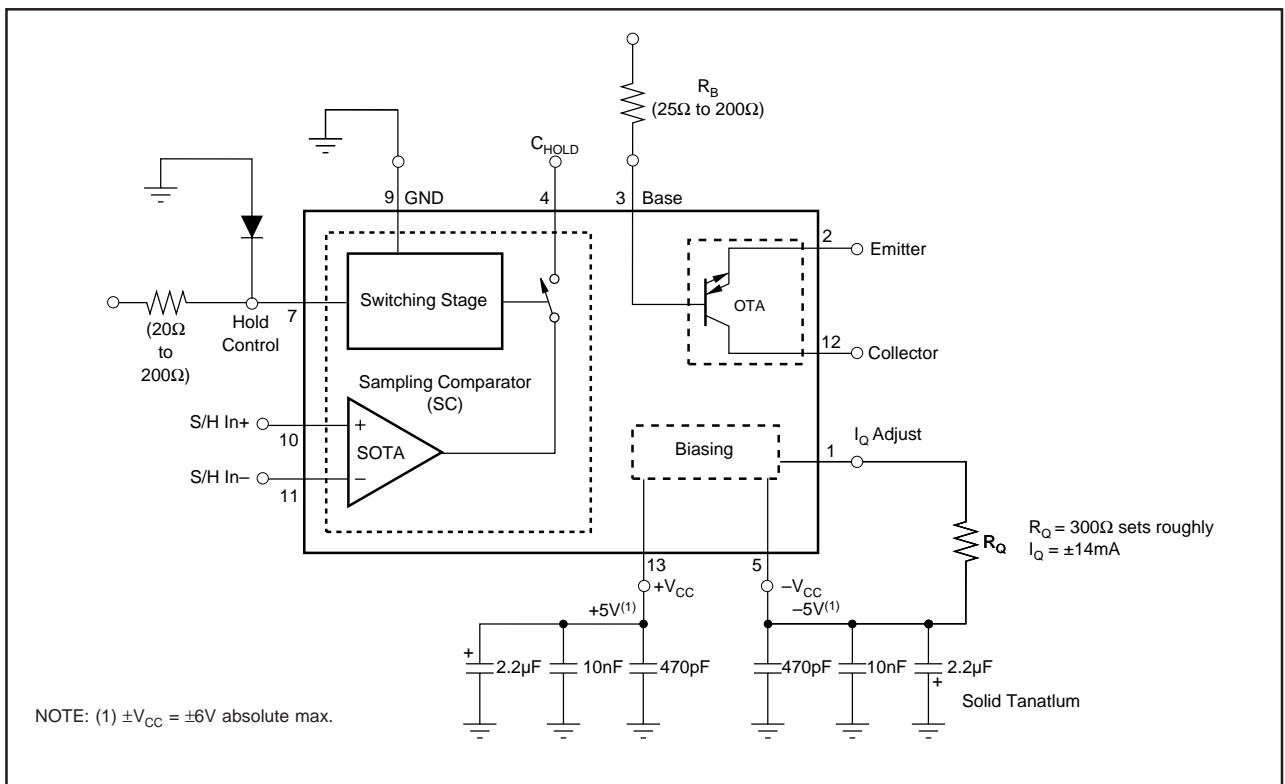 R_B
(25Ω to 200Ω)
C_HOLD
9 GND
4
3 Base
2
Emitter
Switching Stage
OTA
7
Hold
Control
(20Ω
to
200Ω)
12
Collector
Sampling Comparator
(SC)
S/H In+
10
+
SOTA
S/H In–
11
–
Biasing
1
I_Q Adjust
R_Q
R_Q = 300Ω sets roughly
I_Q = ±14mA
13
+V_CC
5
–V_CC
+5V(1)
–5V(1)
+
2.2µF
10nF
470pF
470pF
10nF
2.2µF
+
Solid Tanatlum
NOTE: (1) ±V_CC = ±6V absolute max.